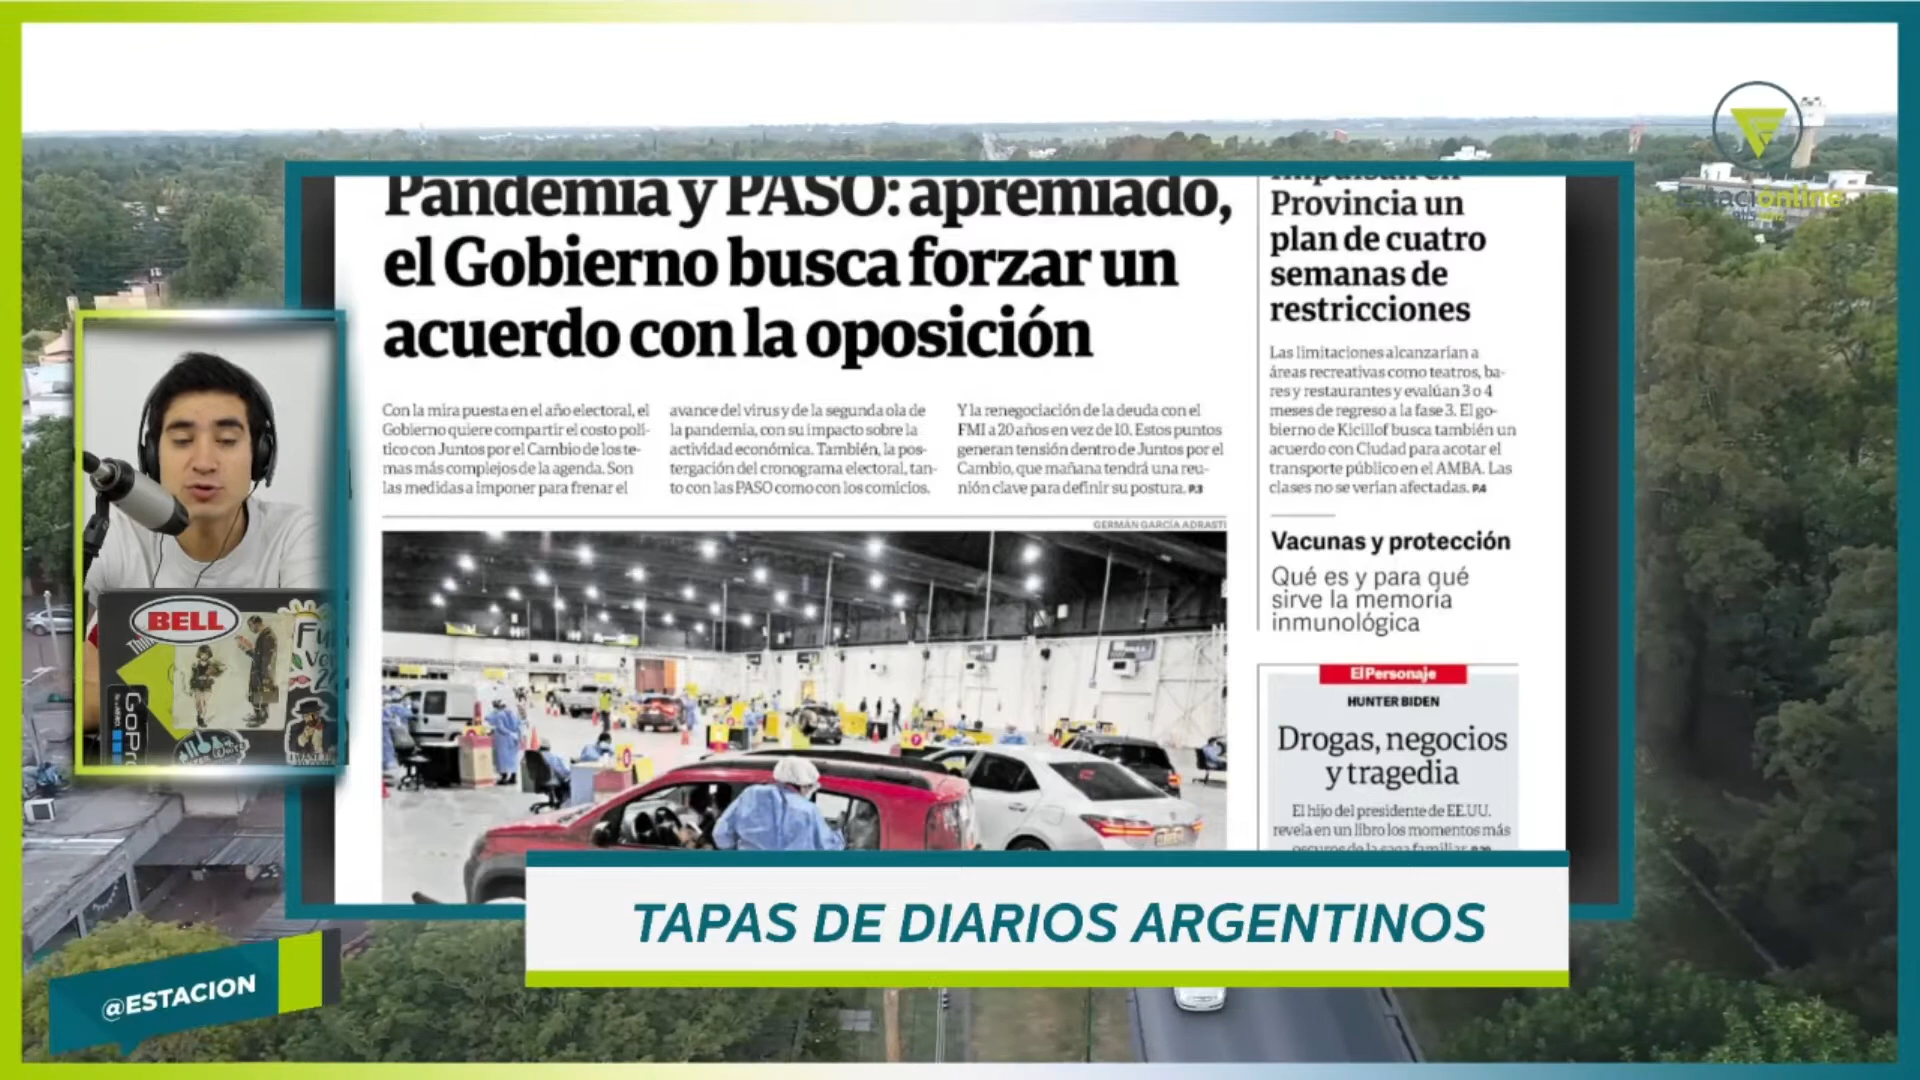 Pandemia y PASO: apremiado,
el Gobierno busca forzar un
acuerdo con la oposición
Con la mira puesta en el año electoral, el
Gobierno quiere compartir el costo polí-
tico con Juntos por el Cambio de los te-
mas más complejos de la agenda. Son
las medidas a imponer para frenar el
avance del virus y de la segunda ola de
la pandemia, con su impacto sobre la
actividad económica. También, la pos-
tergación del cronograma electoral, tan-
to con las PASO como con los comicios.
Y la renegociación de la deuda con el
FMI a 20 años en vez de 10. Estos puntos
generan tensión dentro de Juntos por el
Cambio, que mañana tendrá una reu-
nión clave para definir su postura. P.3
GERMÁN GARCÍA ADRASTI
Impulsan en
Provincia un
plan de cuatro
semanas de
restricciones
Las limitaciones alcanzarían a
áreas recreativas como teatros, ba-
res y restaurantes y evalúan 3 o 4
meses de regreso a la fase 3. El go-
bierno de Kicillof busca también un
acuerdo con Ciudad para acotar el
transporte público en el AMBA. Las
clases no se verían afectadas. P.4
Vacunas y protección
Qué es y para qué
sirve la memoria
inmunológica
El Personaje
HUNTER BIDEN
Drogas, negocios
y tragedia
El hijo del presidente de EE.UU.
revela en un libro los momentos más
oscuros de la saga familiar.
Estaciónline
BELL
GoPro
TAPAS DE DIARIOS ARGENTINOS
@ESTACION